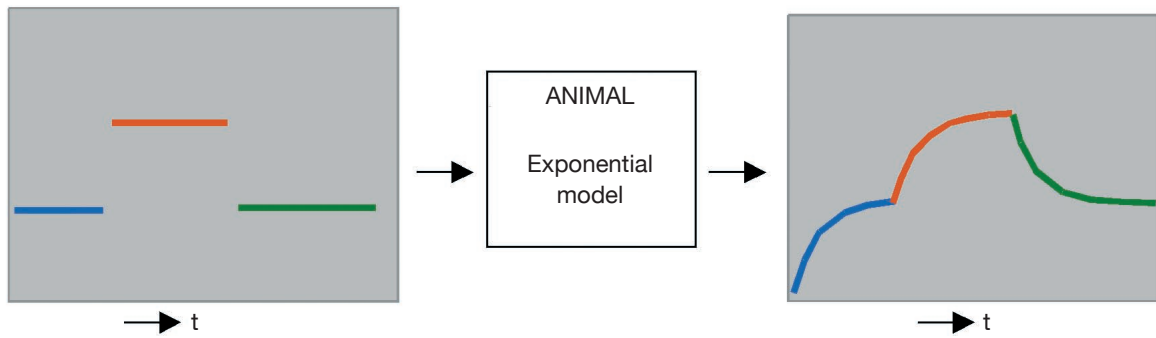 ANIMAL
Exponential
model
t
t